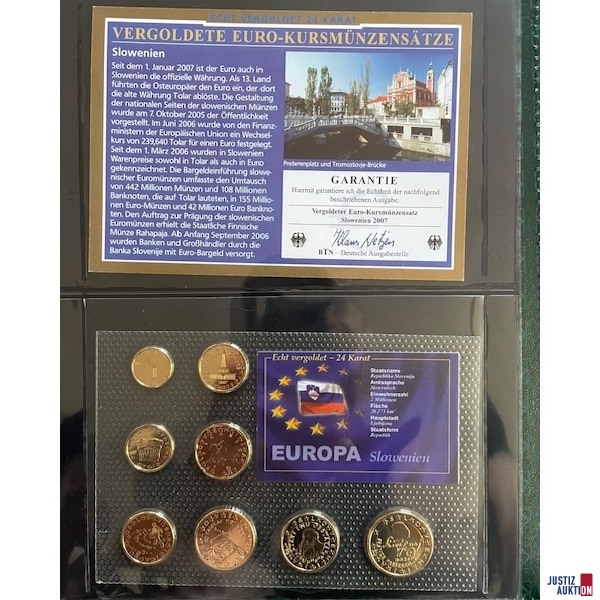 ECHT VERGOLDET 24 KARAT
VERGOLDETE EURO-KURSMÜNZENSÄTZE
Slowenien
Seit dem 1. Januar 2007 ist der Euro auch in
Slowenien die offizielle Währung. Als 13. Land
führten die Osteuropäer den Euro ein, der dort
die alte Währung Tolar ablöste. Die Gestaltung
der nationalen Seiten der slowenischen Münzen
wurde am 7. Oktober 2005 der Öffentlichkeit
vorgestellt. Im Juni 2006 wurde von den Finanz-
ministern der Europäischen Union ein Wechsel-
kurs von 239,640 Tolar für einen Euro festgelegt.
Seit dem 1. März 2006 wurden in Slowenien
Warenpreise sowohl in Tolar als auch in Euro
gekennzeichnet. Die Bargeldeinführung slowe-
nischer Euromünzen umfasste den Umtausch
von 442 Millionen Münzen und 108 Millionen
Banknoten, die auf Tolar lauteten, in 155 Millio-
nen Euro-Münzen und 42 Millionen Euro Bankno-
ten. Den Auftrag zur Prägung der slowenischen
Euromünzen erhielt die Staatliche Finnische
Münze Rahapaja. Ab Anfang September 2006
wurden Banken und Großhändler durch die
Banka Slovenije mit Euro-Bargeld versorgt.
Prešerenplatz und Tromostovje-Brücke
GARANTIE
Hiermit garantiere ich die Echtheit der nachfolgend
beschriebenen Ausgabe.
Vergoldeter Euro-Kursmünzensatz
Slowenien 2007
BTN – Deutsche Ausgabestelle
Echt vergoldet – 24 Karat
Staatsname
Republika Slovenija
Amtssprache
Slowenisch
Einwohnerzahl
2 Millionen
Fläche
20.273 km²
Hauptstadt
Ljubljana
Staatsform
Republik
EUROPA Slowenien
JUSTIZ
AUKTION